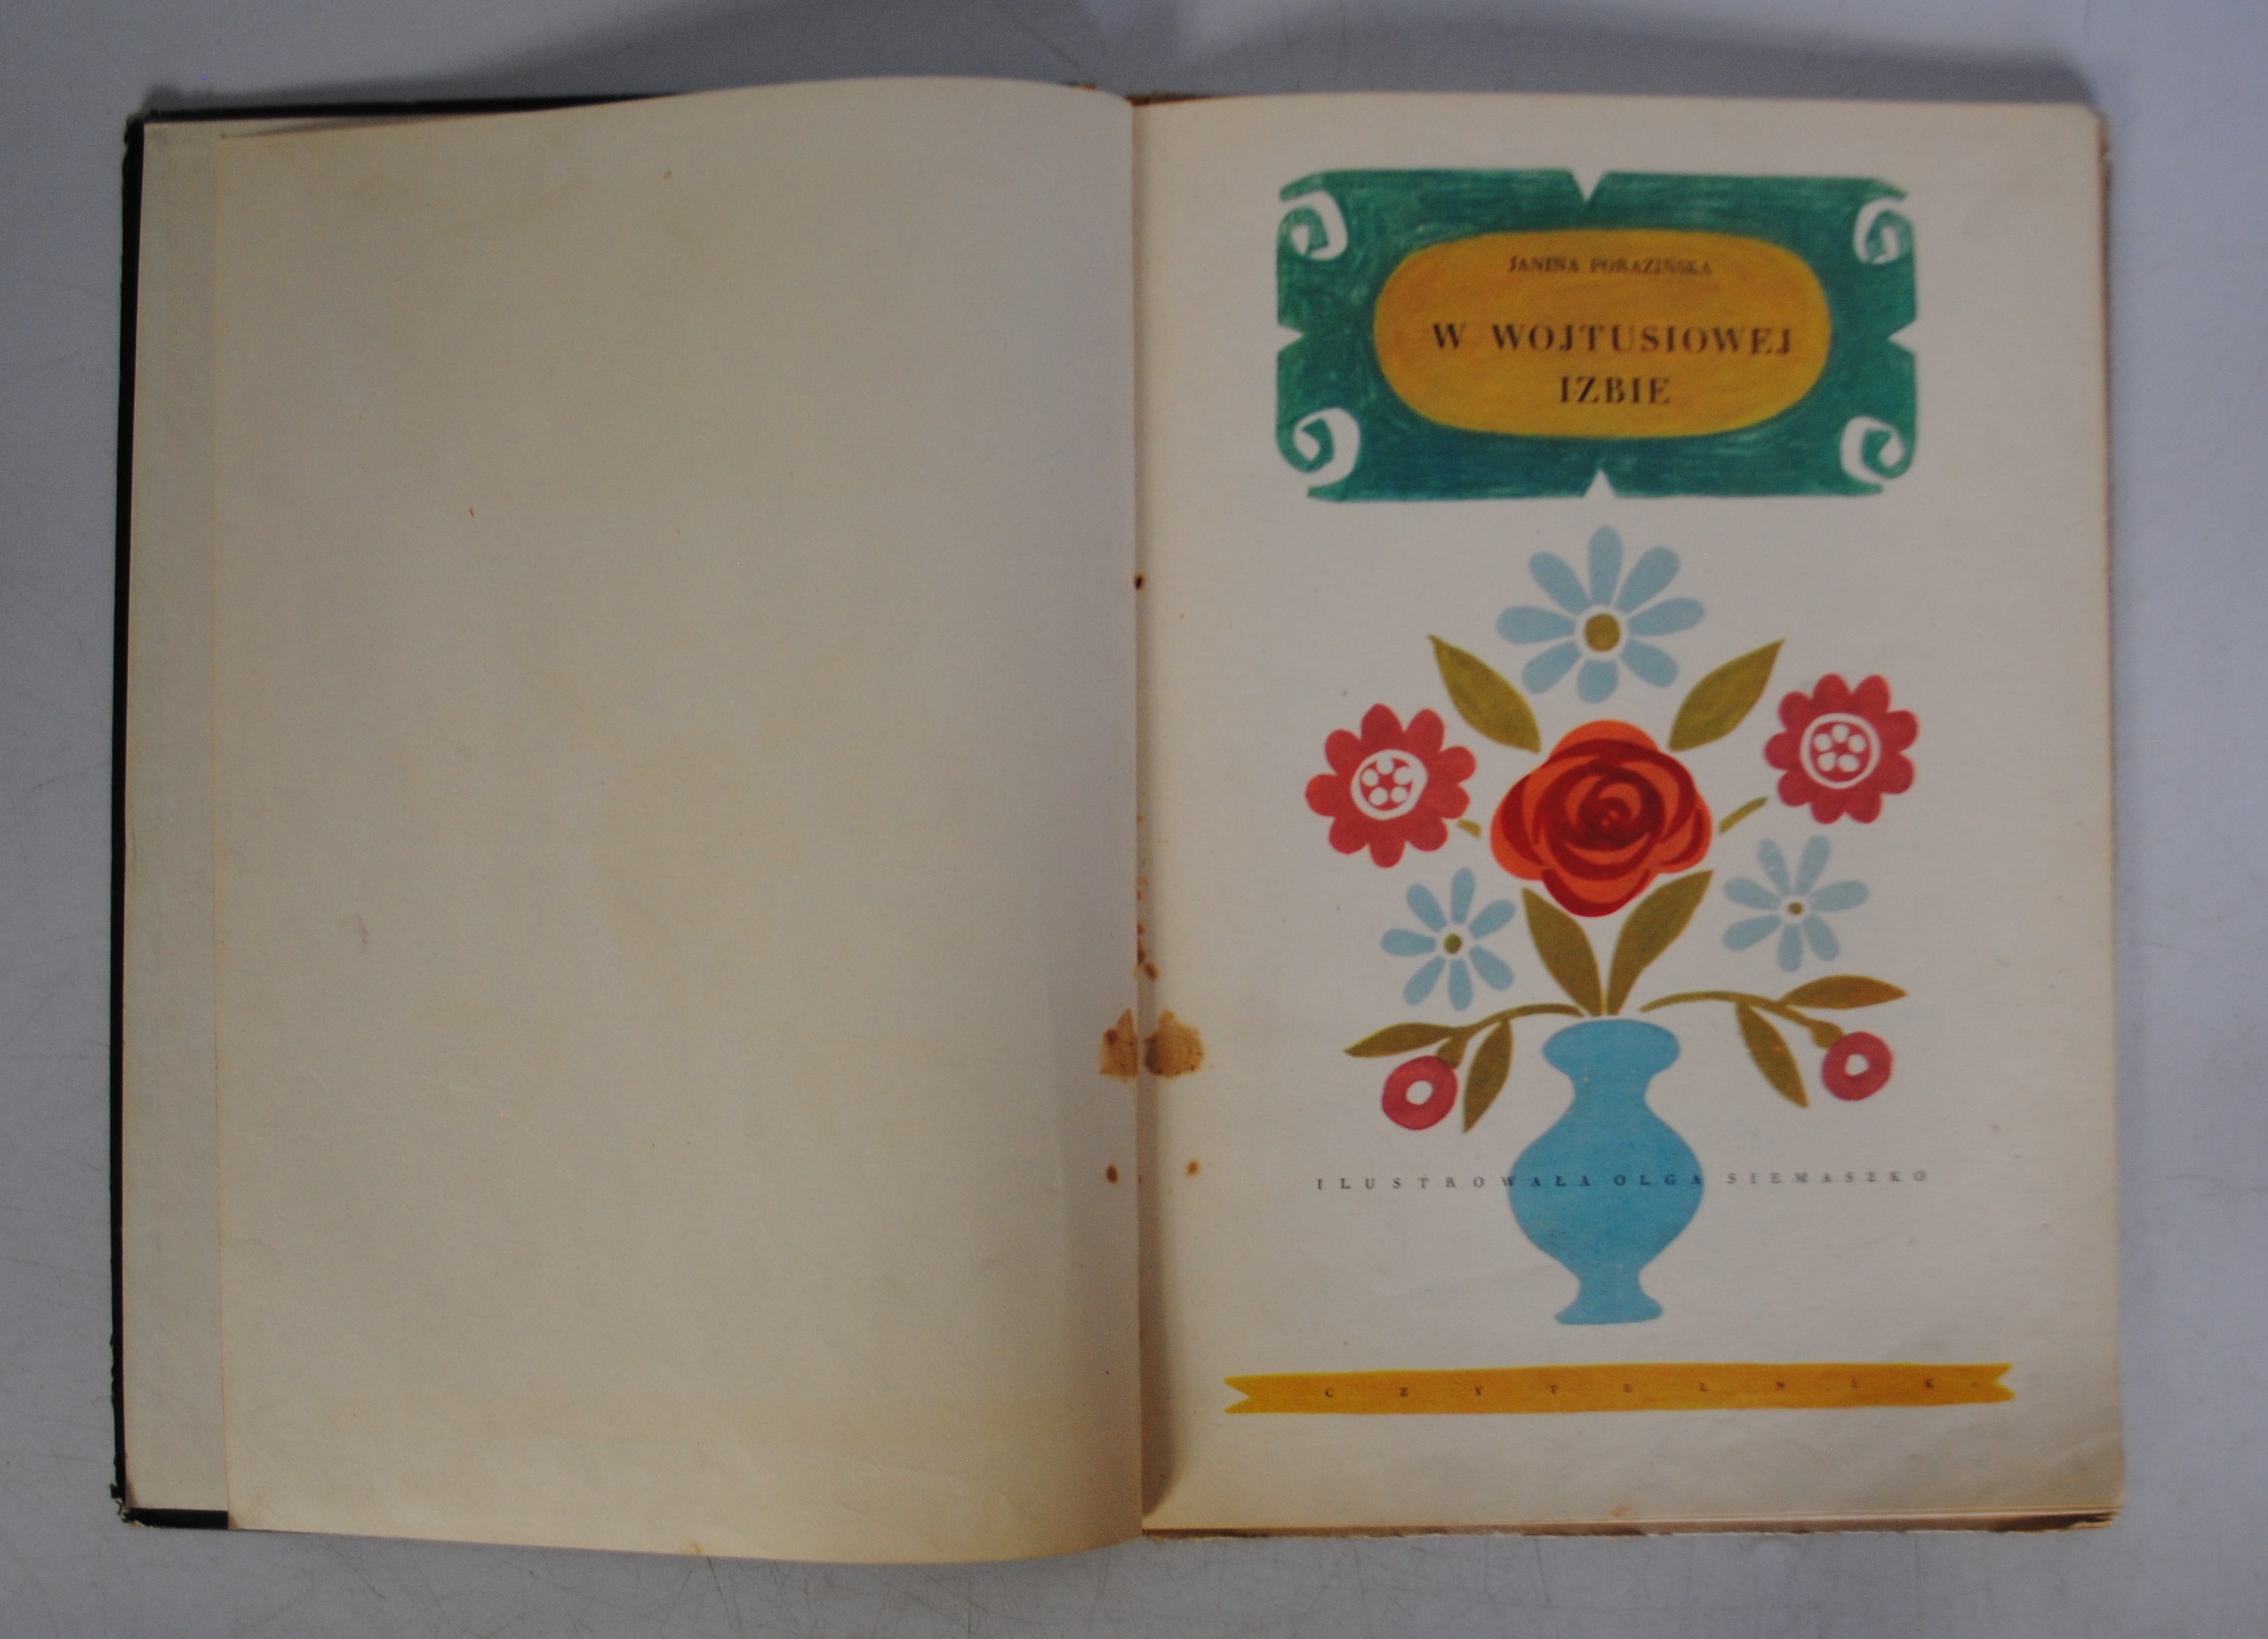 JANINA PORAZIŃSKA
W WOJTUSIOWEJ
IZBIE
ILUSTROWAŁA OLGA SIEMASZKO
CZYTELNIK